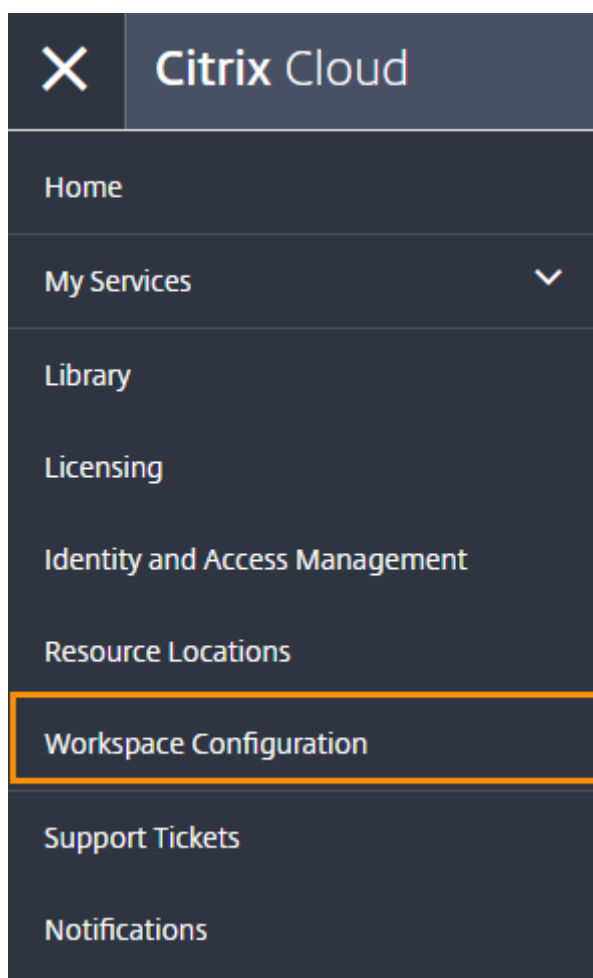 Citrix Cloud
Home
My Services
Library
Licensing
Identity and Access Management
Resource Locations
Workspace Configuration
Support Tickets
Notifications